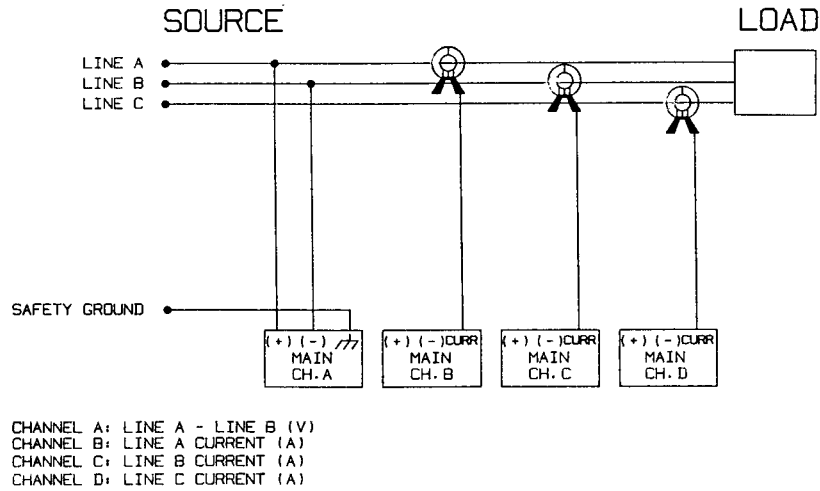 SOURCE LOAD
LINE A
LINE B
LINE C
SAFETY GROUND
(+) (-) (+) (-)CURR (+) (-)CURR (+) (-)CURR
MAIN MAIN MAIN MAIN
CH.A CH.B CH.C CH.D
CHANNEL A: LINE A - LINE B (V)
CHANNEL B: LINE A CURRENT (A)
CHANNEL C: LINE B CURRENT (A)
CHANNEL D: LINE C CURRENT (A)